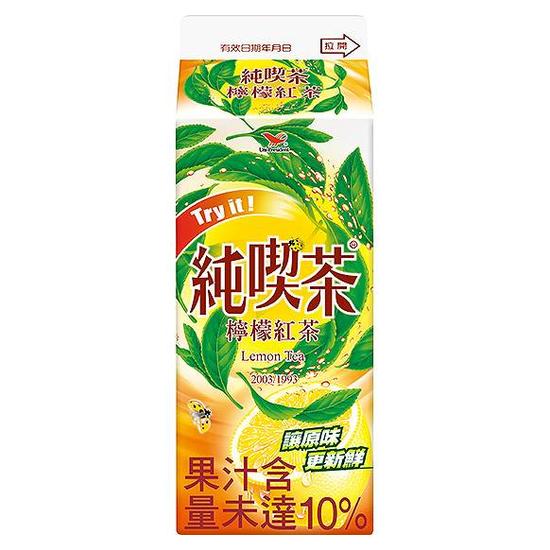 有效日期年月日
拉開
純喫茶
檸檬紅茶
Uni-President
Try it!
純喫茶®
檸檬紅茶
Lemon Tea
2003/1993
讓原味
更新鮮
果汁含
量未達10%